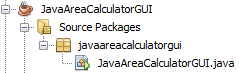 JavaAreaCalculatorGUI
Source Packages
javaareacalculatorgui
JavaAreaCalculatorGUI.java